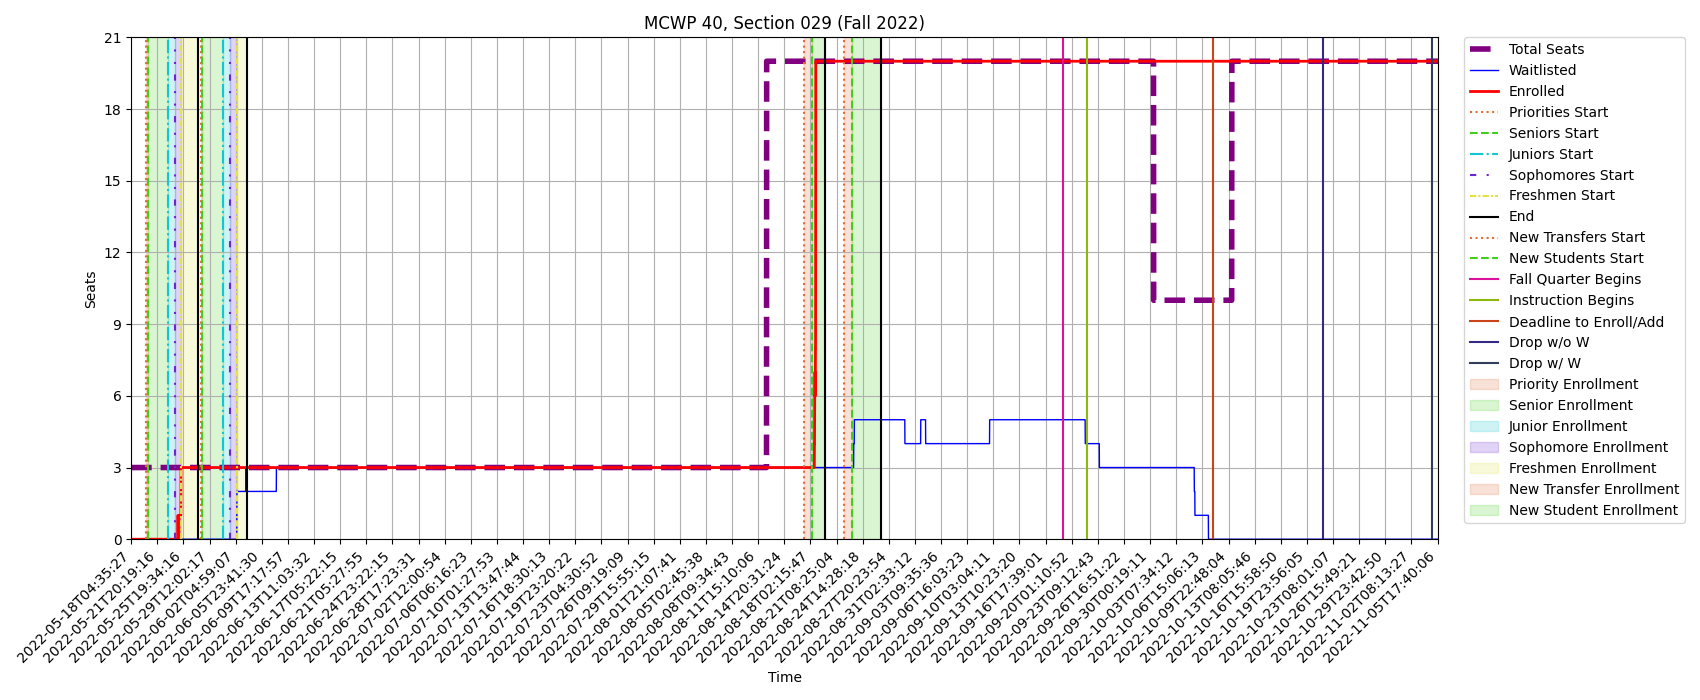 MCWP 40, Section 029 (Fall 2022)
21
18
15
12
9
6
3
0
Seats
2022-05-18T04:35:27
2022-05-21T20:19:16
2022-05-25T19:34:16
2022-05-29T12:02:17
2022-06-02T04:59:07
2022-06-05T23:41:30
2022-06-09T17:17:57
2022-06-13T11:03:32
2022-06-17T05:22:15
2022-06-21T05:27:55
2022-06-24T23:22:15
2022-06-28T17:23:31
2022-07-02T12:00:54
2022-07-06T06:16:23
2022-07-10T01:27:53
2022-07-13T13:47:44
2022-07-16T18:30:13
2022-07-19T23:20:22
2022-07-23T04:30:52
2022-07-26T09:19:09
2022-07-29T15:55:15
2022-08-01T21:07:41
2022-08-05T02:45:38
2022-08-08T09:34:43
2022-08-11T15:10:06
2022-08-14T20:31:24
2022-08-18T02:15:47
2022-08-21T08:25:04
2022-08-24T14:28:18
2022-08-27T20:23:54
2022-08-31T02:33:12
2022-09-03T09:35:36
2022-09-06T16:03:23
2022-09-10T03:04:11
2022-09-13T10:23:20
2022-09-16T17:39:01
2022-09-20T01:10:52
2022-09-23T09:12:43
2022-09-26T16:51:22
2022-09-30T00:19:11
2022-10-03T07:34:12
2022-10-06T15:06:13
2022-10-09T22:48:04
2022-10-13T08:05:46
2022-10-16T15:58:50
2022-10-19T23:56:05
2022-10-23T08:01:07
2022-10-26T15:49:21
2022-10-29T23:42:50
2022-11-02T08:13:27
2022-11-05T17:40:06
Time
Total Seats
Waitlisted
Enrolled
Priorities Start
Seniors Start
Juniors Start
Sophomores Start
Freshmen Start
End
New Transfers Start
New Students Start
Fall Quarter Begins
Instruction Begins
Deadline to Enroll/Add
Drop w/o W
Drop w/ W
Priority Enrollment
Senior Enrollment
Junior Enrollment
Sophomore Enrollment
Freshmen Enrollment
New Transfer Enrollment
New Student Enrollment